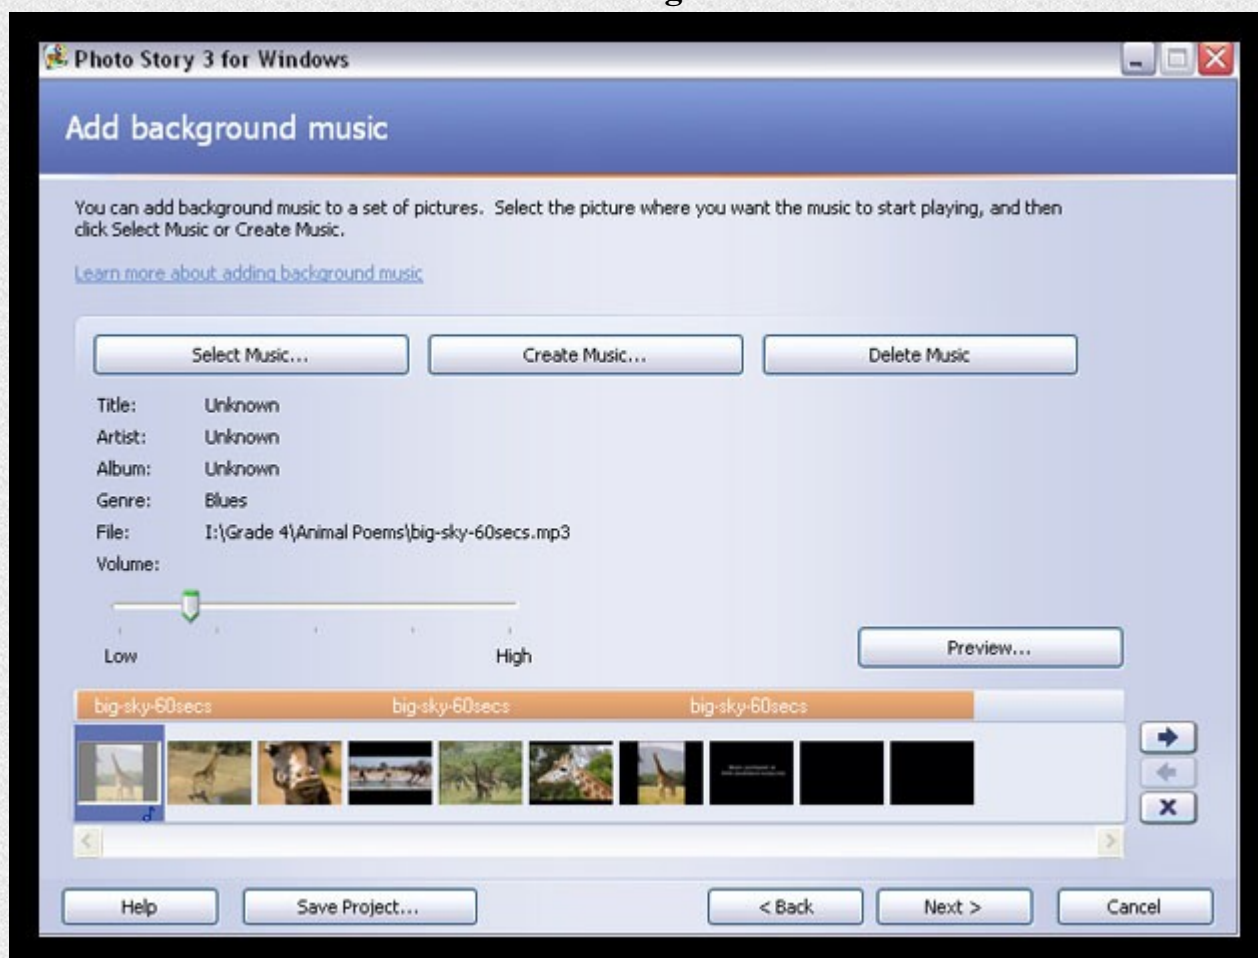 Photo Story 3 for Windows
Add background music
You can add background music to a set of pictures.  Select the picture where you want the music to start playing, and then
click Select Music or Create Music.
Learn more about adding background music
Select Music...
Create Music...
Delete Music
Title: Unknown
Artist: Unknown
Album: Unknown
Genre: Blues
File: I:\Grade 4\Animal Poems\big-sky-60secs.mp3
Volume:
Low
High
Preview...
big-sky-60secs
big-sky-60secs
big-sky-60secs
Help
Save Project...
< Back
Next >
Cancel